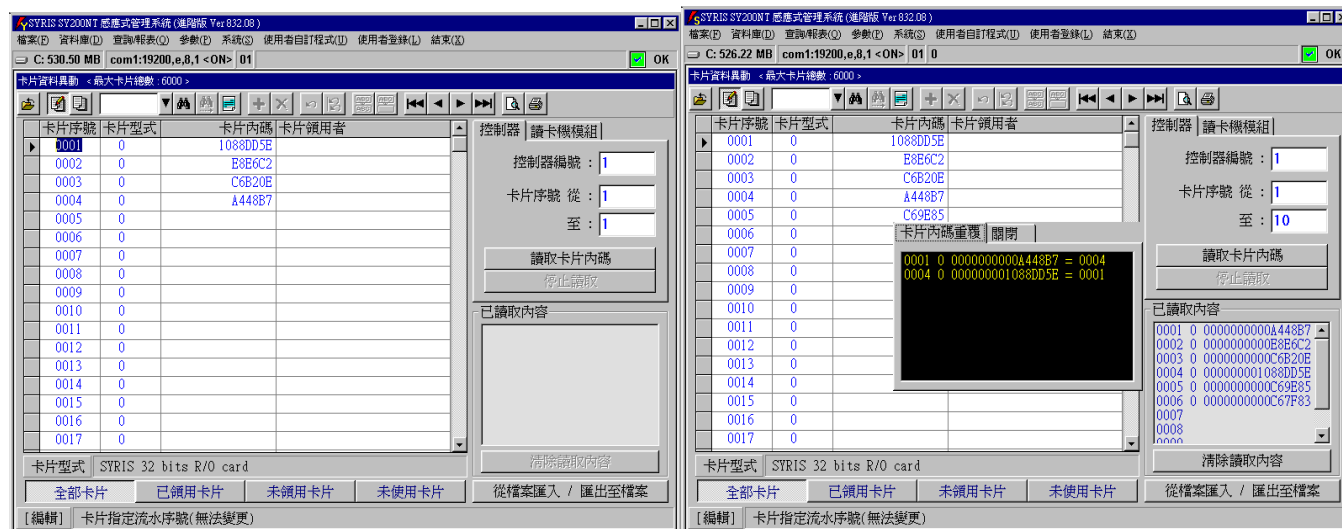 SYRIS SY200NT 感應式管理系統 (進階版 Ver 8.32.08 )
檔案(F) 資料庫(D) 查詢/報表(Q) 參數(P) 系統(S) 使用者自訂程式(U) 使用者登錄(L) 結束(X)
C: 530.50 MB com1:19200,e,8,1 <ON> 01 OK
卡片資料異動 <最大卡片總數 : 6000 >
卡片序號 卡片型式 卡片內碼 卡片領用者
0001 0 1088DD5E
0002 0 E8E6C2
0003 0 C6B20E
0004 0 A448B7
0005 0
0006 0
0007 0
0008 0
0009 0
0010 0
0011 0
0012 0
0013 0
0014 0
0015 0
0016 0
0017 0
控制器 讀卡機模組
控制器編號 : 1
卡片序號 從 : 1
至 : 1
讀取卡片內碼
停止讀取
已讀取內容
清除讀取內容
卡片型式 SYRIS 32 bits R/O card
全部卡片 已領用卡片 未領用卡片 未使用卡片 從檔案匯入 / 匯出至檔案
[編輯] 卡片指定流水序號(無法變更)
SYRIS SY200NT 感應式管理系統 (進階版 Ver 8.32.08 )
檔案(F) 資料庫(D) 查詢/報表(Q) 參數(P) 系統(S) 使用者自訂程式(U) 使用者登錄(L) 結束(X)
C: 526.22 MB com1:19200,e,8,1 <ON> 01 0 OK
卡片資料異動 <最大卡片總數 : 6000 >
卡片序號 卡片型式 卡片內碼 卡片領用者
0001 0 1088DD5E
0002 0 E8E6C2
0003 0 C6B20E
0004 0 A448B7
0005 0 C69E85
0006 0
0007 0
0008 0
0009 0
0010 0
0011 0
0012 0
0013 0
0014 0
0015 0
0016 0
0017 0
卡片內碼重覆 關閉
0001 0 0000000000A448B7 = 0004
0004 0 000000001088DD5E = 0001
控制器 讀卡機模組
控制器編號 : 1
卡片序號 從 : 1
至 : 10
讀取卡片內碼
停止讀取
已讀取內容
0001 0 0000000000A448B7
0002 0 0000000000E8E6C2
0003 0 0000000000C6B20E
0004 0 000000001088DD5E
0005 0 0000000000C69E85
0006 0 0000000000C67F83
0007
0008
清除讀取內容
卡片型式 SYRIS 32 bits R/O card
全部卡片 已領用卡片 未領用卡片 未使用卡片 從檔案匯入 / 匯出至檔案
[編輯] 卡片指定流水序號(無法變更)